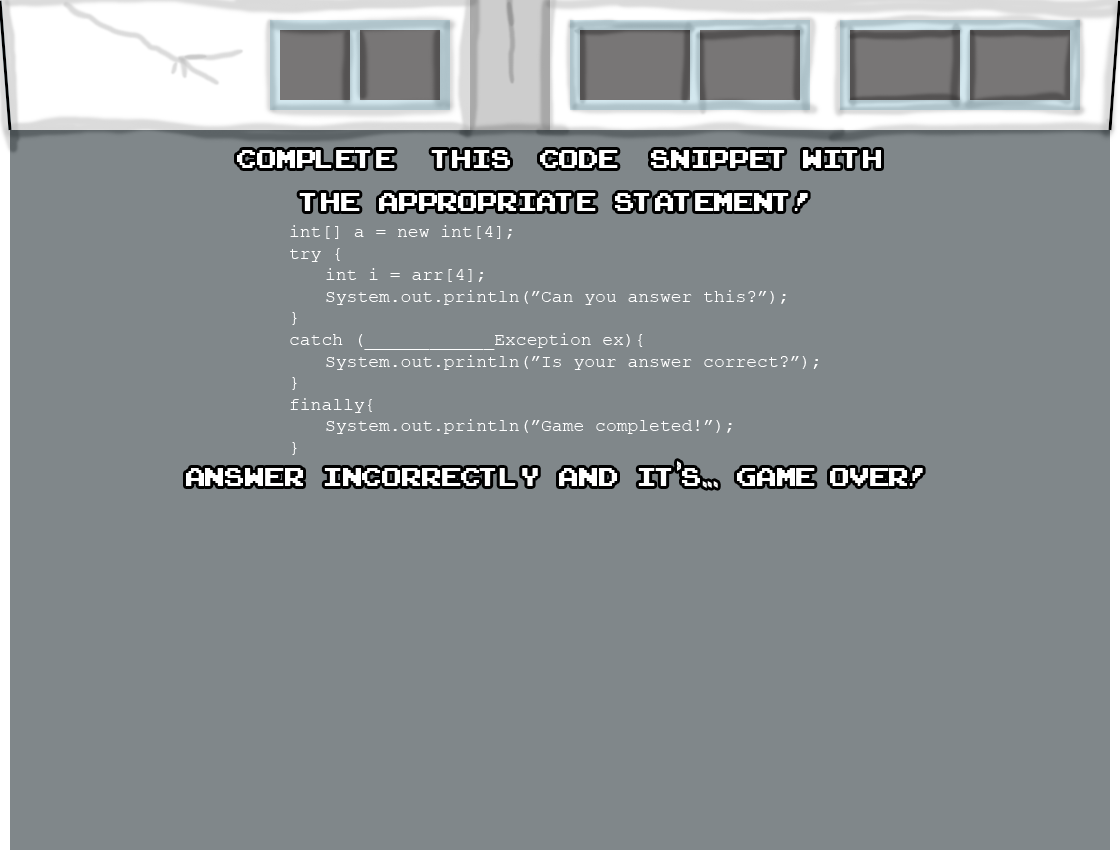 COMPLETE THIS CODE SNIPPET WITH
THE APPROPRIATE STATEMENT!
int[] a = new int[4];
try {
int i = arr[4];
System.out.println(”Can you answer this?”);
}
catch (____________Exception ex){
System.out.println(”Is your answer correct?”);
}
finally{
System.out.println(”Game completed!”);
}
ANSWER INCORRECTLY AND IT'S... GAME OVER!